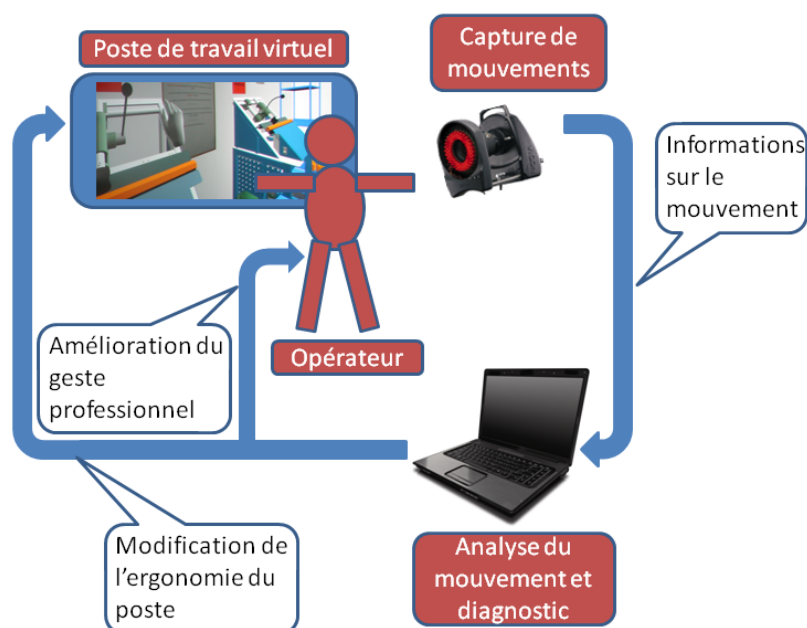 Poste de travail virtuel
Capture de
mouvements
Informations
sur le
mouvement
Amélioration du
geste
professionnel
Opérateur
Modification de
l'ergonomie du
poste
Analyse du
mouvement et
diagnostic